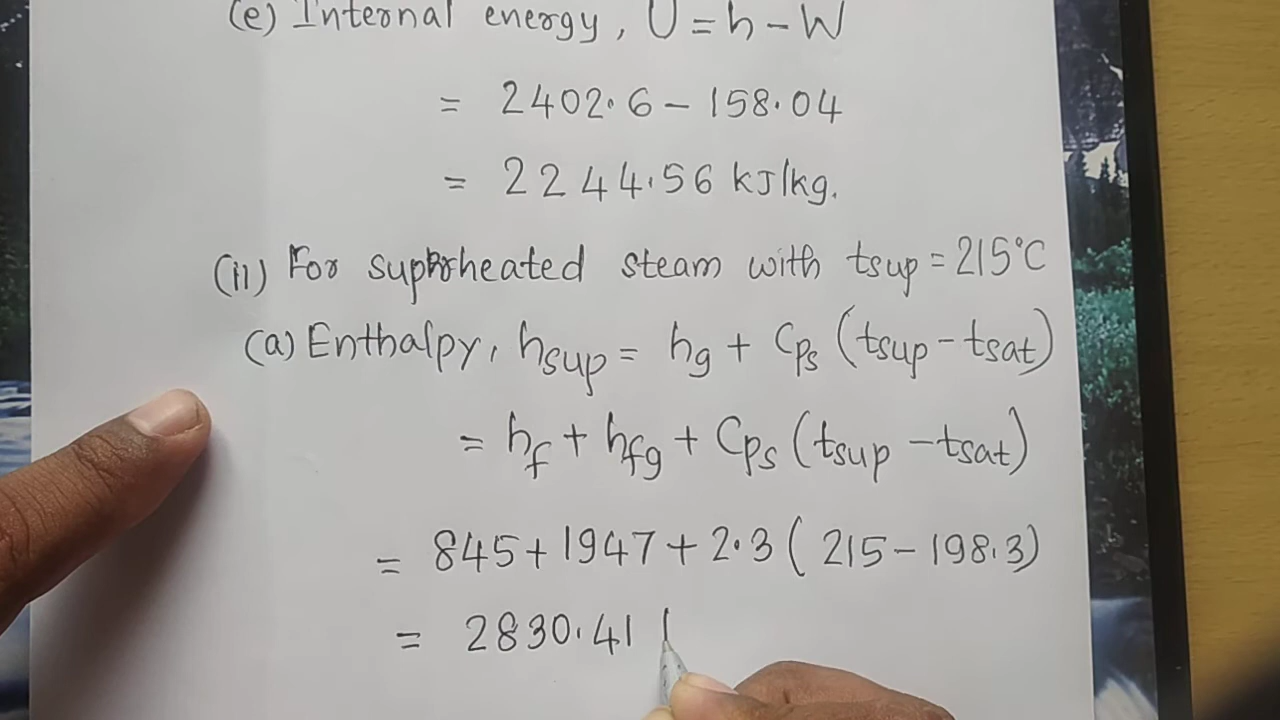 (e) Internal energy, U = h - W
= 2402.6 - 158.04
= 2244.56 kJ/kg.
(ii) For superheated steam with tsup = 215°C
(a) Enthalpy, hsup = hg + Cps (tsup - tsat)
= hf + hfg + Cps (tsup - tsat)
= 845 + 1947 + 2.3 ( 215 - 198.3)
= 2830.41